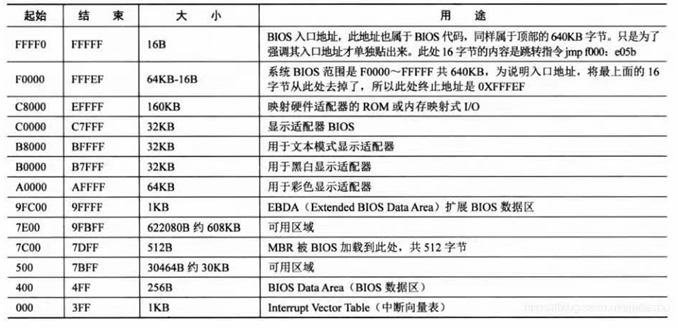 起始 结 束 大 小 用 途
FFFF0 FFFFF 16B BIOS 入口地址，此地址也属于 BIOS 代码，同样属于顶部的 640KB 字节。只是为了
强调其入口地址才单独贴出来。此处 16 字节的内容是跳转指令 jmp f000：e05b
F0000 FFFEF 64KB-16B 系统 BIOS 范围是 F0000～FFFFF 共 640KB，为说明入口地址，将最上面的 16
字节从此处去掉了，所以此处终止地址是 0XFFFEF
C8000 EFFFF 160KB 映射硬件适配器的 ROM 或内存映射式 I/O
C0000 C7FFF 32KB 显示适配器 BIOS
B8000 BFFFF 32KB 用于文本模式显示适配器
B0000 B7FFF 32KB 用于黑白显示适配器
A0000 AFFFF 64KB 用于彩色显示适配器
9FC00 9FFFF 1KB EBDA（Extended BIOS Data Area）扩展 BIOS 数据区
7E00 9FBFF 622080B 约 608KB 可用区域
7C00 7DFF 512B MBR 被 BIOS 加载到此处，共 512 字节
500 7BFF 30464B 约 30KB 可用区域
400 4FF 256B BIOS Data Area（BIOS 数据区）
000 3FF 1KB Interrupt Vector Table（中断向量表）